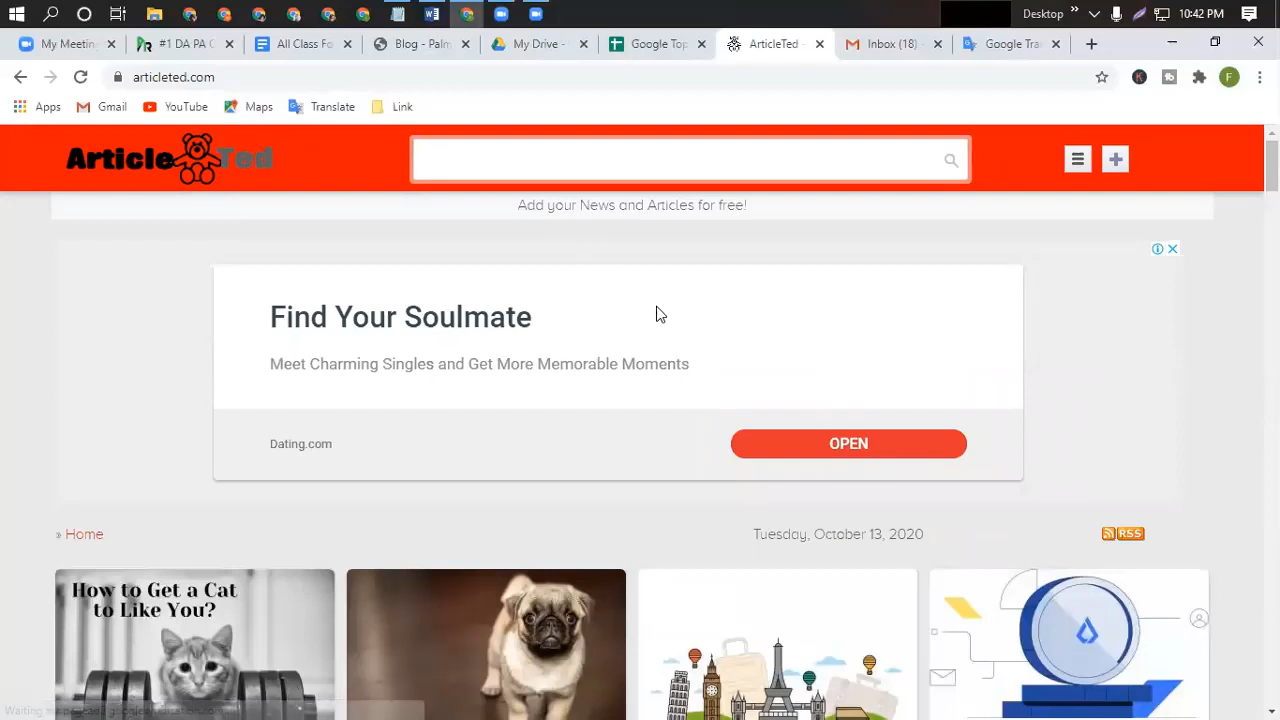 Desktop » 10:42 PM
My Meeting
#1 DA PA C
All Class Fo
Blog - Palm
My Drive -
Google Top
ArticleTed -
Inbox (18) -
Google Tra
articleted.com
F
Apps
Gmail
YouTube
Maps
Translate
Link
Article Ted
Add your News and Articles for free!
Find Your Soulmate
Meet Charming Singles and Get More Memorable Moments
Dating.com
OPEN
» Home
Tuesday, October 13, 2020
RSS
How to Get a Cat
to Like You?